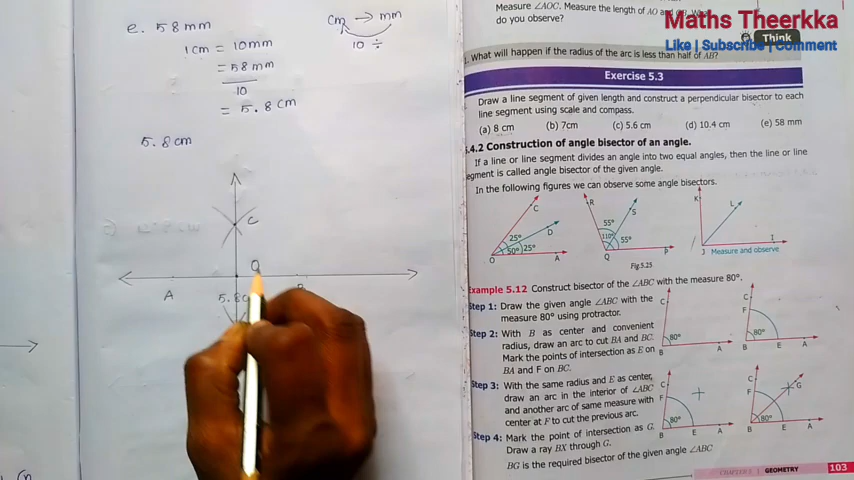 e. 58mm
cm → mm
1cm = 10mm
10 ÷
= 58 mm
10
= 5.8 cm
5.8cm
C
O
A
5.8c
Measure ∠AOC. Measure the length of AO and OB. Wh
do you observe?
Maths Theerkka
Think
Like | Subscribe | Comment
1. What will happen if the radius of the arc is less than half of AB?
Exercise 5.3
Draw a line segment of given length and construct a perpendicular bisector to each
line segment using scale and compass.
(a) 8 cm (b) 7cm (c) 5.6 cm (d) 10.4 cm (e) 58 mm
5.4.2 Construction of angle bisector of an angle.
If a line or line segment divides an angle into two equal angles, then the line or line
segment is called angle bisector of the given angle.
In the following figures we can observe some angle bisectors.
C D 25° 50° 25° O A
R S 55° 110° 55° Q P
K L J I
Measure and observe
Fig.5.25
Example 5.12 Construct bisector of the ∠ABC with the measure 80°.
Step 1: Draw the given angle ∠ABC with the
measure 80° using protractor.
Step 2: With B as center and convenient
radius, draw an arc to cut BA and BC.
Mark the points of intersection as E on
BA and F on BC.
C 80° B A
C F 80° B E A
Step 3: With the same radius and E as center,
draw an arc in the interior of ∠ABC
and another arc of same measure with
center at F to cut the previous arc.
Step 4: Mark the point of intersection as G.
Draw a ray BX through G.
BG is the required bisector of the given angle ∠ABC
C F 80° B E A
C F G 80° B E A
GEOMETRY 103